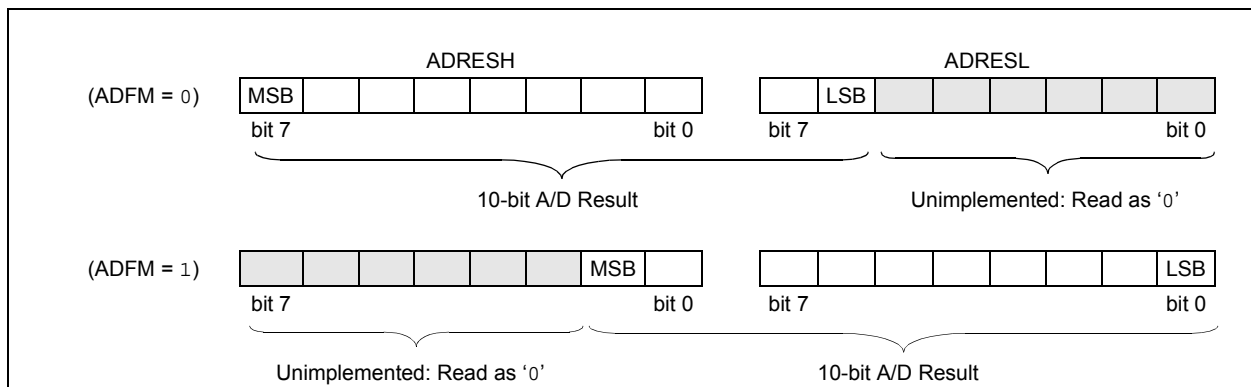 ADRESH ADRESL
(ADFM = 0) MSB LSB
bit 7 bit 0 bit 7 bit 0
10-bit A/D Result Unimplemented: Read as ‘0’
(ADFM = 1) MSB LSB
bit 7 bit 0 bit 7 bit 0
Unimplemented: Read as ‘0’ 10-bit A/D Result